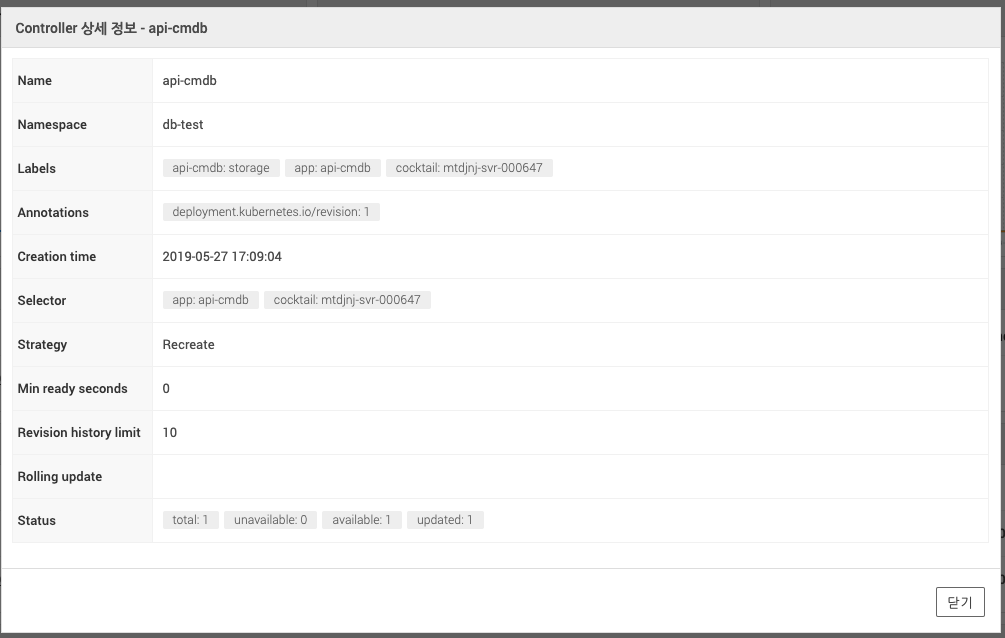 Controller 상세 정보 - api-cmdb
Name api-cmdb
Namespace db-test
Labels api-cmdb: storage app: api-cmdb cocktail: mtdjnj-svr-000647
Annotations deployment.kubernetes.io/revision: 1
Creation time 2019-05-27 17:09:04
Selector app: api-cmdb cocktail: mtdjnj-svr-000647
Strategy Recreate
Min ready seconds 0
Revision history limit 10
Rolling update
Status total: 1 unavailable: 0 available: 1 updated: 1
닫기